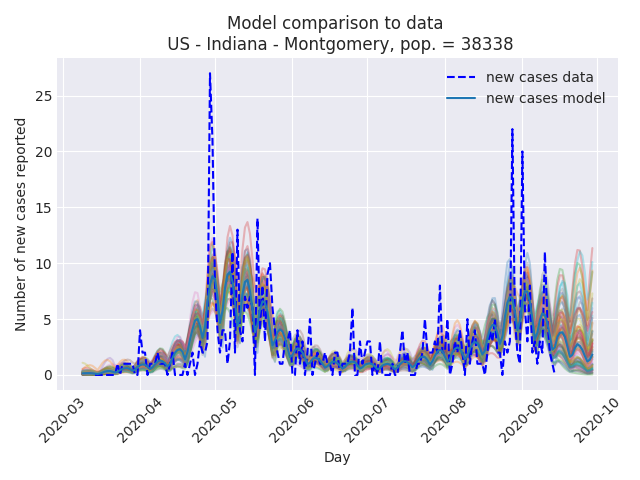 Model comparison to data
US - Indiana - Montgomery, pop. = 38338
new cases data
new cases model
Number of new cases reported
25
20
15
10
5
0
2020-03
2020-04
2020-05
2020-06
2020-07
2020-08
2020-09
2020-10
Day